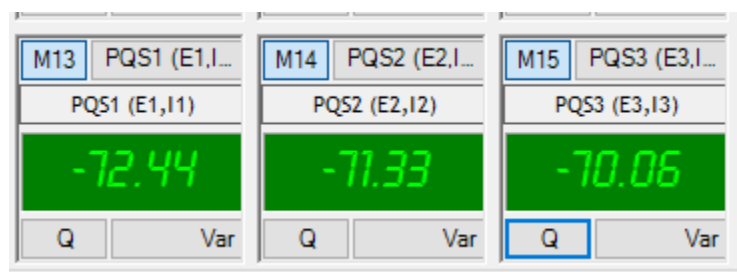 M13 PQS1 (E1,I... M14 PQS2 (E2,I... M15 PQS3 (E3,I...
PQS1 (E1,I1) PQS2 (E2,I2) PQS3 (E3,I3)
-72.44 -71.33 -70.06
Q Var Q Var Q Var